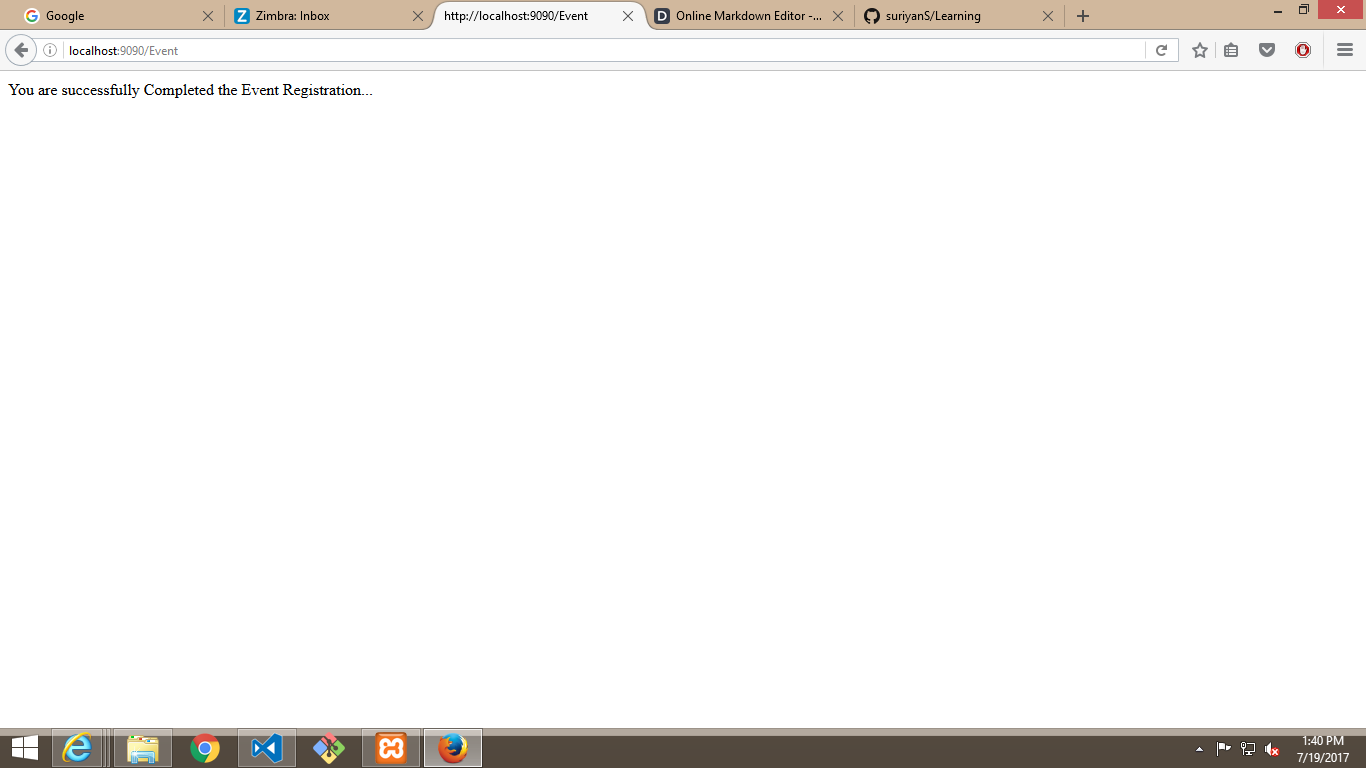 Google
Zimbra: Inbox
http://localhost:9090/Event
Online Markdown Editor -...
suriyanS/Learning
localhost:9090/Event
You are successfully Completed the Event Registration...
1:40 PM
7/19/2017